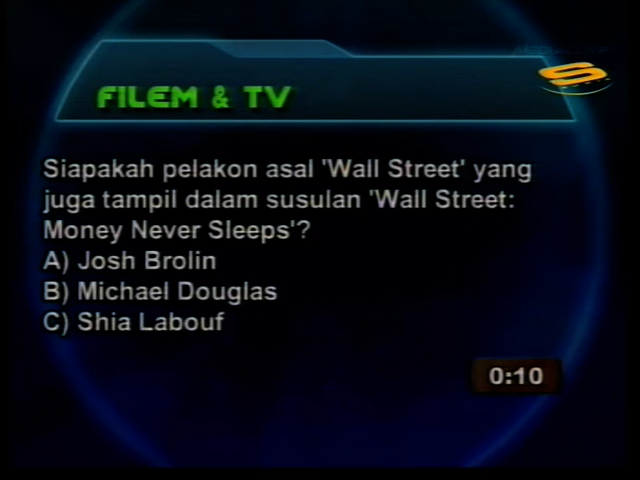 FILEM & TV
Siapakah pelakon asal 'Wall Street' yang
juga tampil dalam susulan 'Wall Street:
Money Never Sleeps'?
A) Josh Brolin
B) Michael Douglas
C) Shia Labouf
0:10